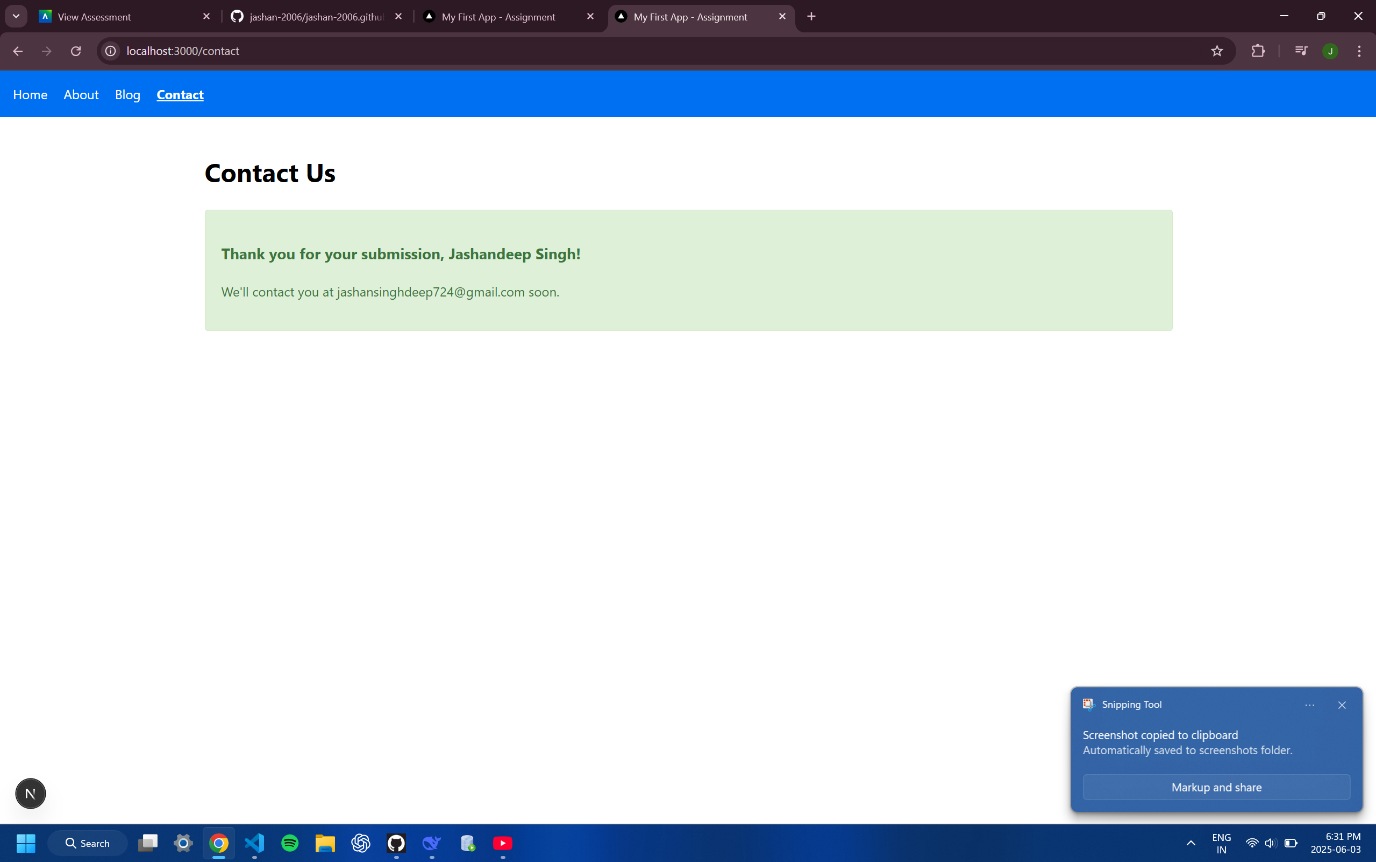 View Assessment
jashan-2006/jashan-2006.githu
My First App - Assignment
My First App - Assignment
localhost:3000/contact
J
Home
About
Blog
Contact
Contact Us
Thank you for your submission, Jashandeep Singh!
We'll contact you at jashansinghdeep724@gmail.com soon.
Snipping Tool
Screenshot copied to clipboard
Automatically saved to screenshots folder.
Markup and share
N
Search
ENG
IN
6:31 PM
2025-06-03